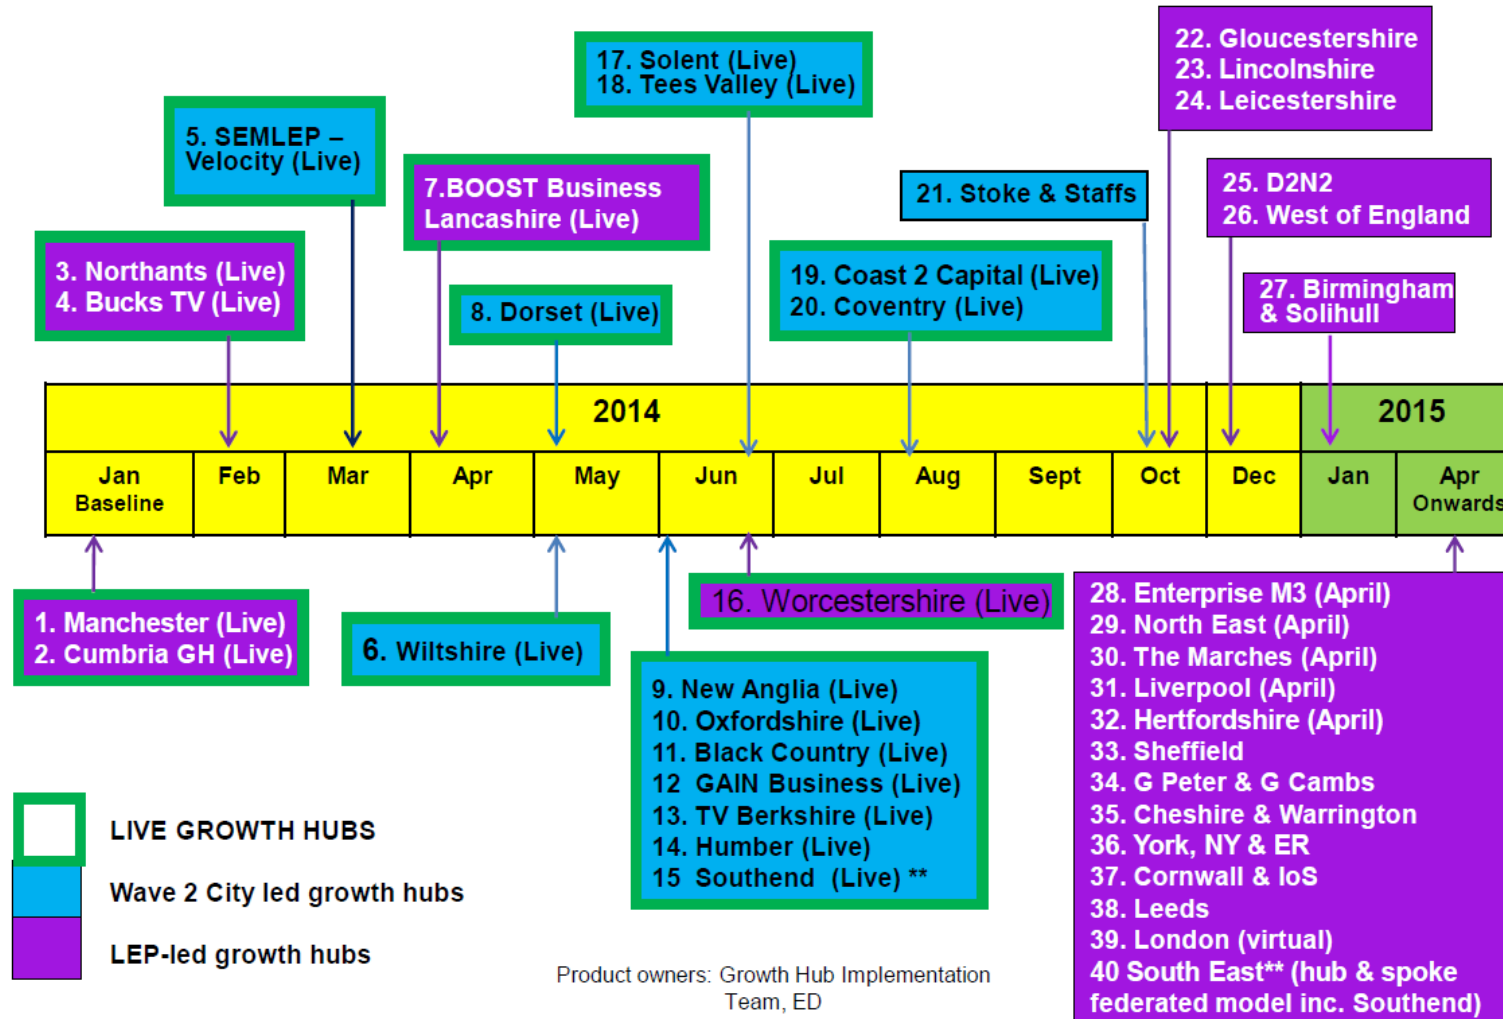 17. Solent (Live)
18. Tees Valley (Live)
22. Gloucestershire
23. Lincolnshire
24. Leicestershire
5. SEMLEP –
Velocity (Live)
7.BOOST Business
Lancashire (Live)
21. Stoke & Staffs
25. D2N2
26. West of England
3. Northants (Live)
4. Bucks TV (Live)
8. Dorset (Live)
19. Coast 2 Capital (Live)
20. Coventry (Live)
27. Birmingham
& Solihull
2014
2015
Jan
Baseline
Feb
Mar
Apr
May
Jun
Jul
Aug
Sept
Oct
Dec
Jan
Apr
Onwards
1. Manchester (Live)
2. Cumbria GH (Live)
6. Wiltshire (Live)
16. Worcestershire (Live)
9. New Anglia (Live)
10. Oxfordshire (Live)
11. Black Country (Live)
12 GAIN Business (Live)
13. TV Berkshire (Live)
14. Humber (Live)
15 Southend (Live) **
28. Enterprise M3 (April)
29. North East (April)
30. The Marches (April)
31. Liverpool (April)
32. Hertfordshire (April)
33. Sheffield
34. G Peter & G Cambs
35. Cheshire & Warrington
36. York, NY & ER
37. Cornwall & IoS
38. Leeds
39. London (virtual)
40 South East** (hub & spoke
federated model inc. Southend)
LIVE GROWTH HUBS
Wave 2 City led growth hubs
LEP-led growth hubs
Product owners: Growth Hub Implementation
Team, ED